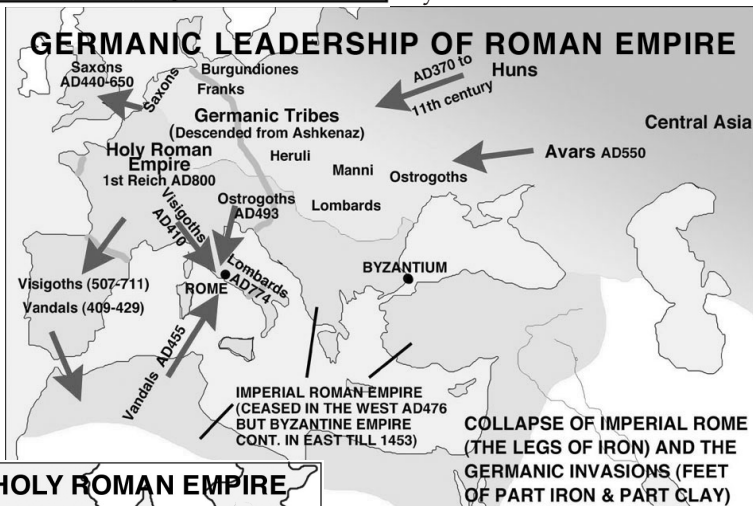 GERMANIC LEADERSHIP OF ROMAN EMPIRE
Saxons
AD440-650
Saxons
Burgundiones
Franks
AD370 to
11th century
Huns
Germanic Tribes
(Descended from Ashkenaz)
Central Asia
Holy Roman
Empire
1st Reich AD800
Heruli
Manni
Ostrogoths
Avars AD550
Visigoths
AD410
Ostrogoths
AD493
Lombards
Lombards
AD774
ROME
BYZANTIUM
Visigoths (507-711)
Vandals (409-429)
Vandals AD455
IMPERIAL ROMAN EMPIRE
(CEASED IN THE WEST AD476
BUT BYZANTINE EMPIRE
CONT. IN EAST TILL 1453)
COLLAPSE OF IMPERIAL ROME
(THE LEGS OF IRON) AND THE
GERMANIC INVASIONS (FEET
OF PART IRON & PART CLAY)
HOLY ROMAN EMPIRE